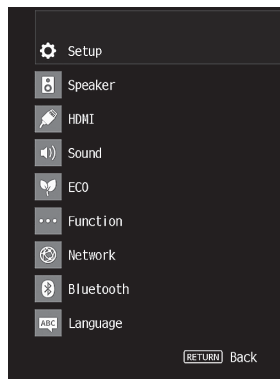 Setup
Speaker
HDMI
Sound
ECO
Function
Network
Bluetooth
ABC Language
RETURN Back